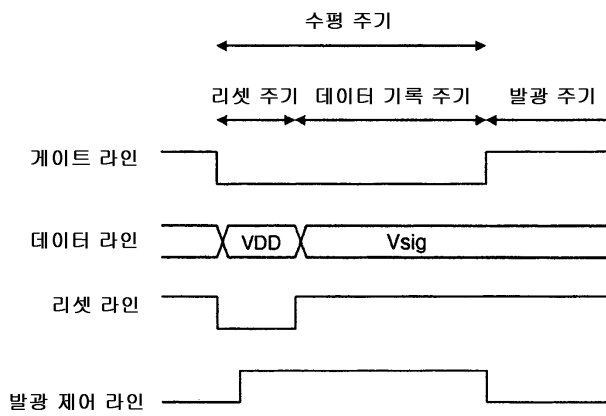 수평 주기
리셋 주기 데이터 기록 주기 발광 주기
게이트 라인
데이터 라인 VDD Vsig
리셋 라인
발광 제어 라인